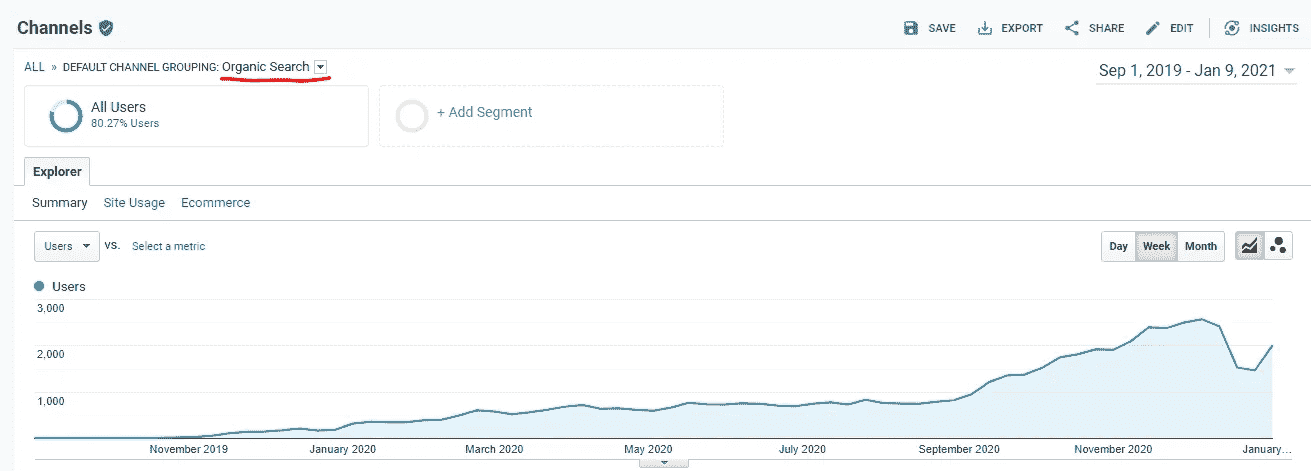 Channels
SAVE EXPORT SHARE EDIT INSIGHTS
ALL » DEFAULT CHANNEL GROUPING: Organic Search
Sep 1, 2019 - Jan 9, 2021
All Users
80.27% Users
+ Add Segment
Explorer
Summary Site Usage Ecommerce
Users VS. Select a metric
Day Week Month
Users
3,000
2,000
1,000
November 2019 January 2020 March 2020 May 2020 July 2020 September 2020 November 2020 January...